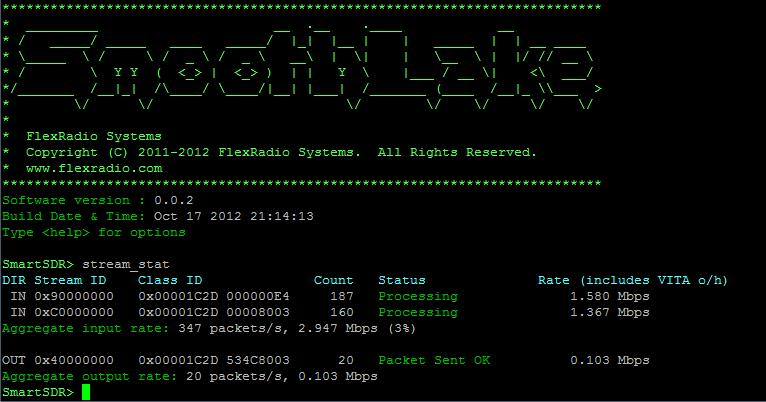 SmoothLake
* FlexRadio Systems
* Copyright (C) 2011-2012 FlexRadio Systems. All Rights Reserved.
* www.flexradio.com
*******************************************************************************
Software version : 0.0.2
Build Date & Time: Oct 17 2012 21:14:13
Type <help> for options
SmartSDR> stream_stat
DIR Stream ID Class ID Count Status Rate (includes VITA o/h)
IN 0x90000000 0x00001C2D 000000E4 187 Processing 1.580 Mbps
IN 0xC0000000 0x00001C2D 00008003 160 Processing 1.367 Mbps
Aggregate input rate: 347 packets/s, 2.947 Mbps (3%)
OUT 0x40000000 0x00001C2D 534C8003 20 Packet Sent OK 0.103 Mbps
Aggregate output rate: 20 packets/s, 0.103 Mbps
SmartSDR>